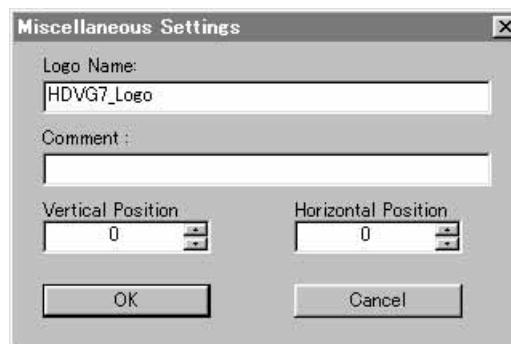 Miscellaneous Settings
Logo Name:
HDVG7_Logo
Comment :
Vertical Position Horizontal Position
0 0
OK Cancel